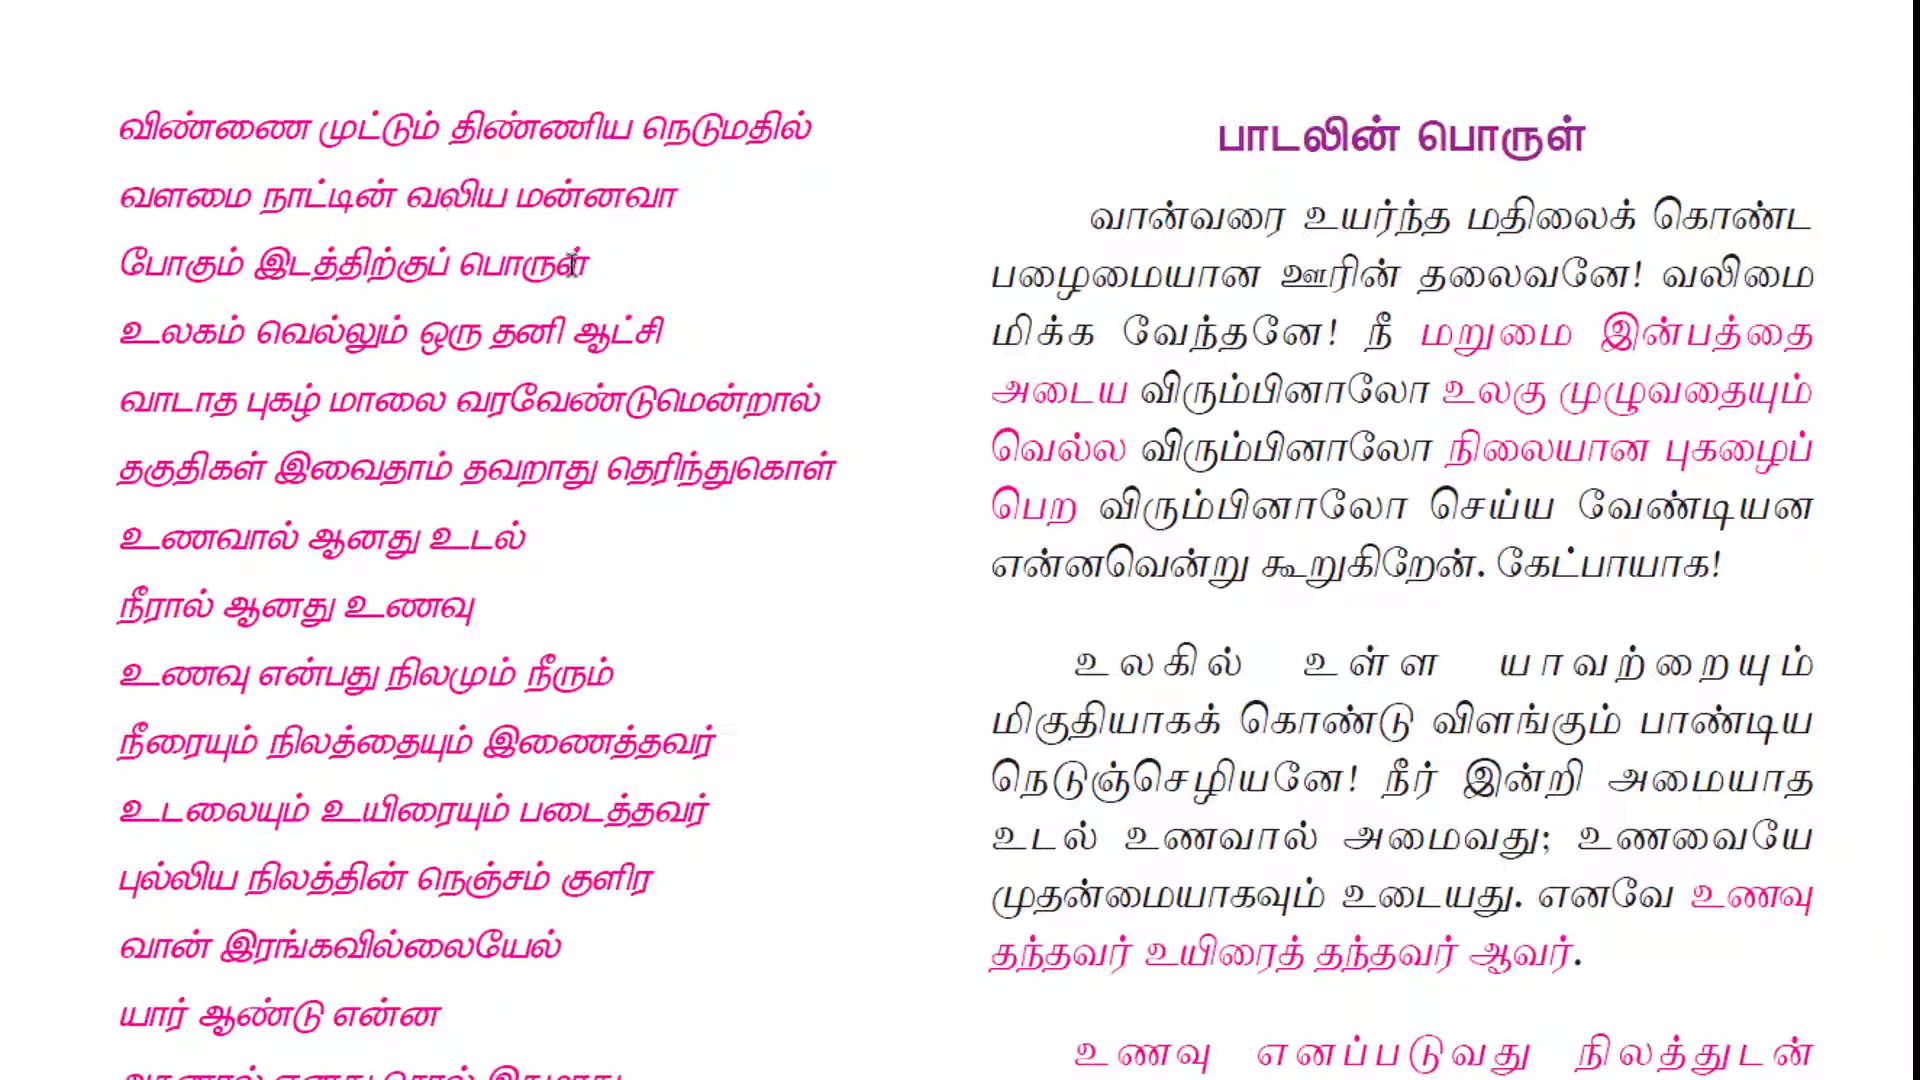 விண்ணை முட்டும் திண்ணிய நெடுமதில்
வளமை நாட்டின் வலிய மன்னவா
போகும் இடத்திற்குப் பொருள்
உலகம் வெல்லும் ஒரு தனி ஆட்சி
வாடாத புகழ் மாலை வரவேண்டுமென்றால்
தகுதிகள் இவைதாம் தவறாது தெரிந்துகொள்
உணவால் ஆனது உடல்
நீரால் ஆனது உணவு
உணவு என்பது நிலமும் நீரும்
நீரையும் நிலத்தையும் இணைத்தவர்
உடலையும் உயிரையும் படைத்தவர்
புல்லிய நிலத்தின் நெஞ்சம் குளிர
வான் இரங்கவில்லையேல்
யார் ஆண்டு என்ன
பாடலின் பொருள்
வான்வரை உயர்ந்த மதிலைக் கொண்ட
பழைமையான ஊரின் தலைவனே! வலிமை
மிக்க வேந்தனே! நீ மறுமை இன்பத்தை
அடைய விரும்பினாலோ உலகு முழுவதையும்
வெல்ல விரும்பினாலோ நிலையான புகழைப்
பெற விரும்பினாலோ செய்ய வேண்டியன
என்னவென்று கூறுகிறேன். கேட்பாயாக!
உலகில் உள்ள யாவற்றையும்
மிகுதியாகக் கொண்டு விளங்கும் பாண்டிய
நெடுஞ்செழியனே! நீர் இன்றி அமையாத
உடல் உணவால் அமைவது; உணவையே
முதன்மையாகவும் உடையது. எனவே உணவு
தந்தவர் உயிரைத் தந்தவர் ஆவர்.
உணவு எனப்படுவது நிலத்துடன்